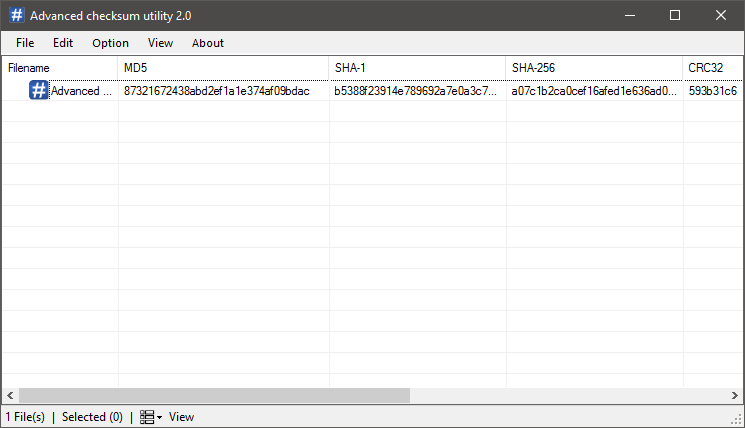 # Advanced checksum utility 2.0
File Edit Option View About
Filename MD5 SHA-1 SHA-256 CRC32
# Advanced ... 87321672438abd2ef1a1e374af09bdac b5388f23914e789692a7e0a3c7... a07c1b2ca0cef16afed1e636ad0... 593b31c6
1 File(s) | Selected (0) | View